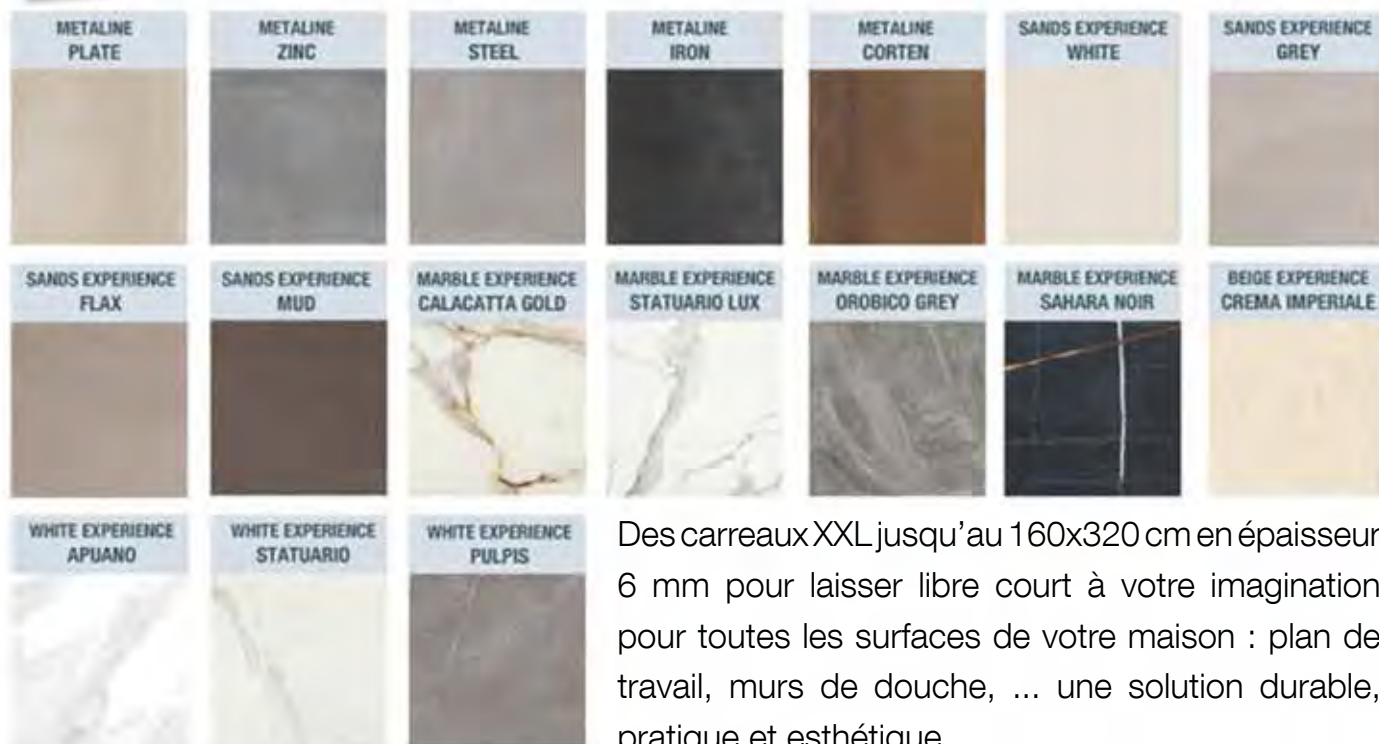 METALINE
PLATE
METALINE
ZINC
METALINE
STEEL
METALINE
IRON
METALINE
CORTEN
SANDS EXPERIENCE
WHITE
SANDS EXPERIENCE
GREY
SANDS EXPERIENCE
FLAX
SANDS EXPERIENCE
MUD
MARBLE EXPERIENCE
CALACATTA GOLD
MARBLE EXPERIENCE
STATUARIO LUX
MARBLE EXPERIENCE
OROBICO GREY
MARBLE EXPERIENCE
SAHARA NOIR
BEIGE EXPERIENCE
CREMA IMPERIALE
WHITE EXPERIENCE
APUANO
WHITE EXPERIENCE
STATUARIO
WHITE EXPERIENCE
PULPIS
Des carreaux XXL jusqu'au 160x320 cm en épaisseur
6 mm pour laisser libre court à votre imagination
pour toutes les surfaces de votre maison : plan de
travail, murs de douche, ... une solution durable,
pratique et esthétique